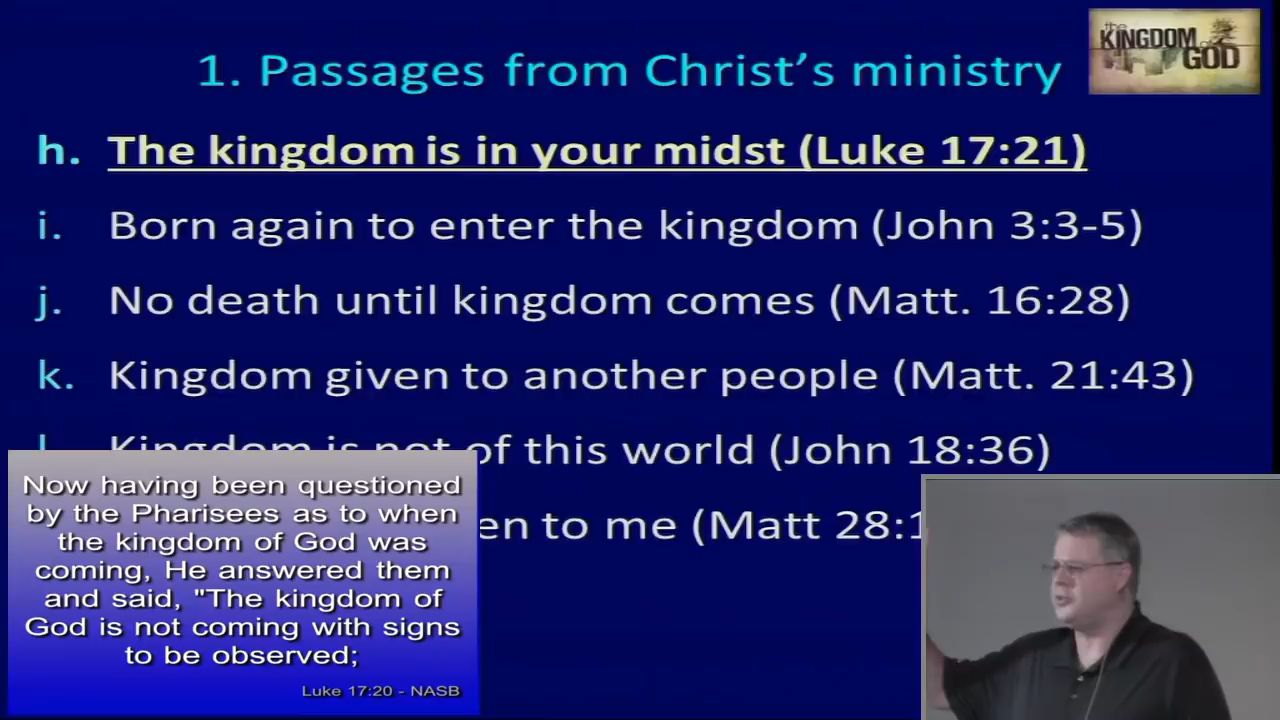 1. Passages from Christ’s ministry
the
KINGDOM
of
GOD
h. The kingdom is in your midst (Luke 17:21)
i. Born again to enter the kingdom (John 3:3-5)
j. No death until kingdom comes (Matt. 16:28)
k. Kingdom given to another people (Matt. 21:43)
l. Kingdom is not of this world (John 18:36)
en to me (Matt 28:1
Now having been questioned
by the Pharisees as to when
the kingdom of God was
coming, He answered them
and said, "The kingdom of
God is not coming with signs
to be observed;
Luke 17:20 - NASB